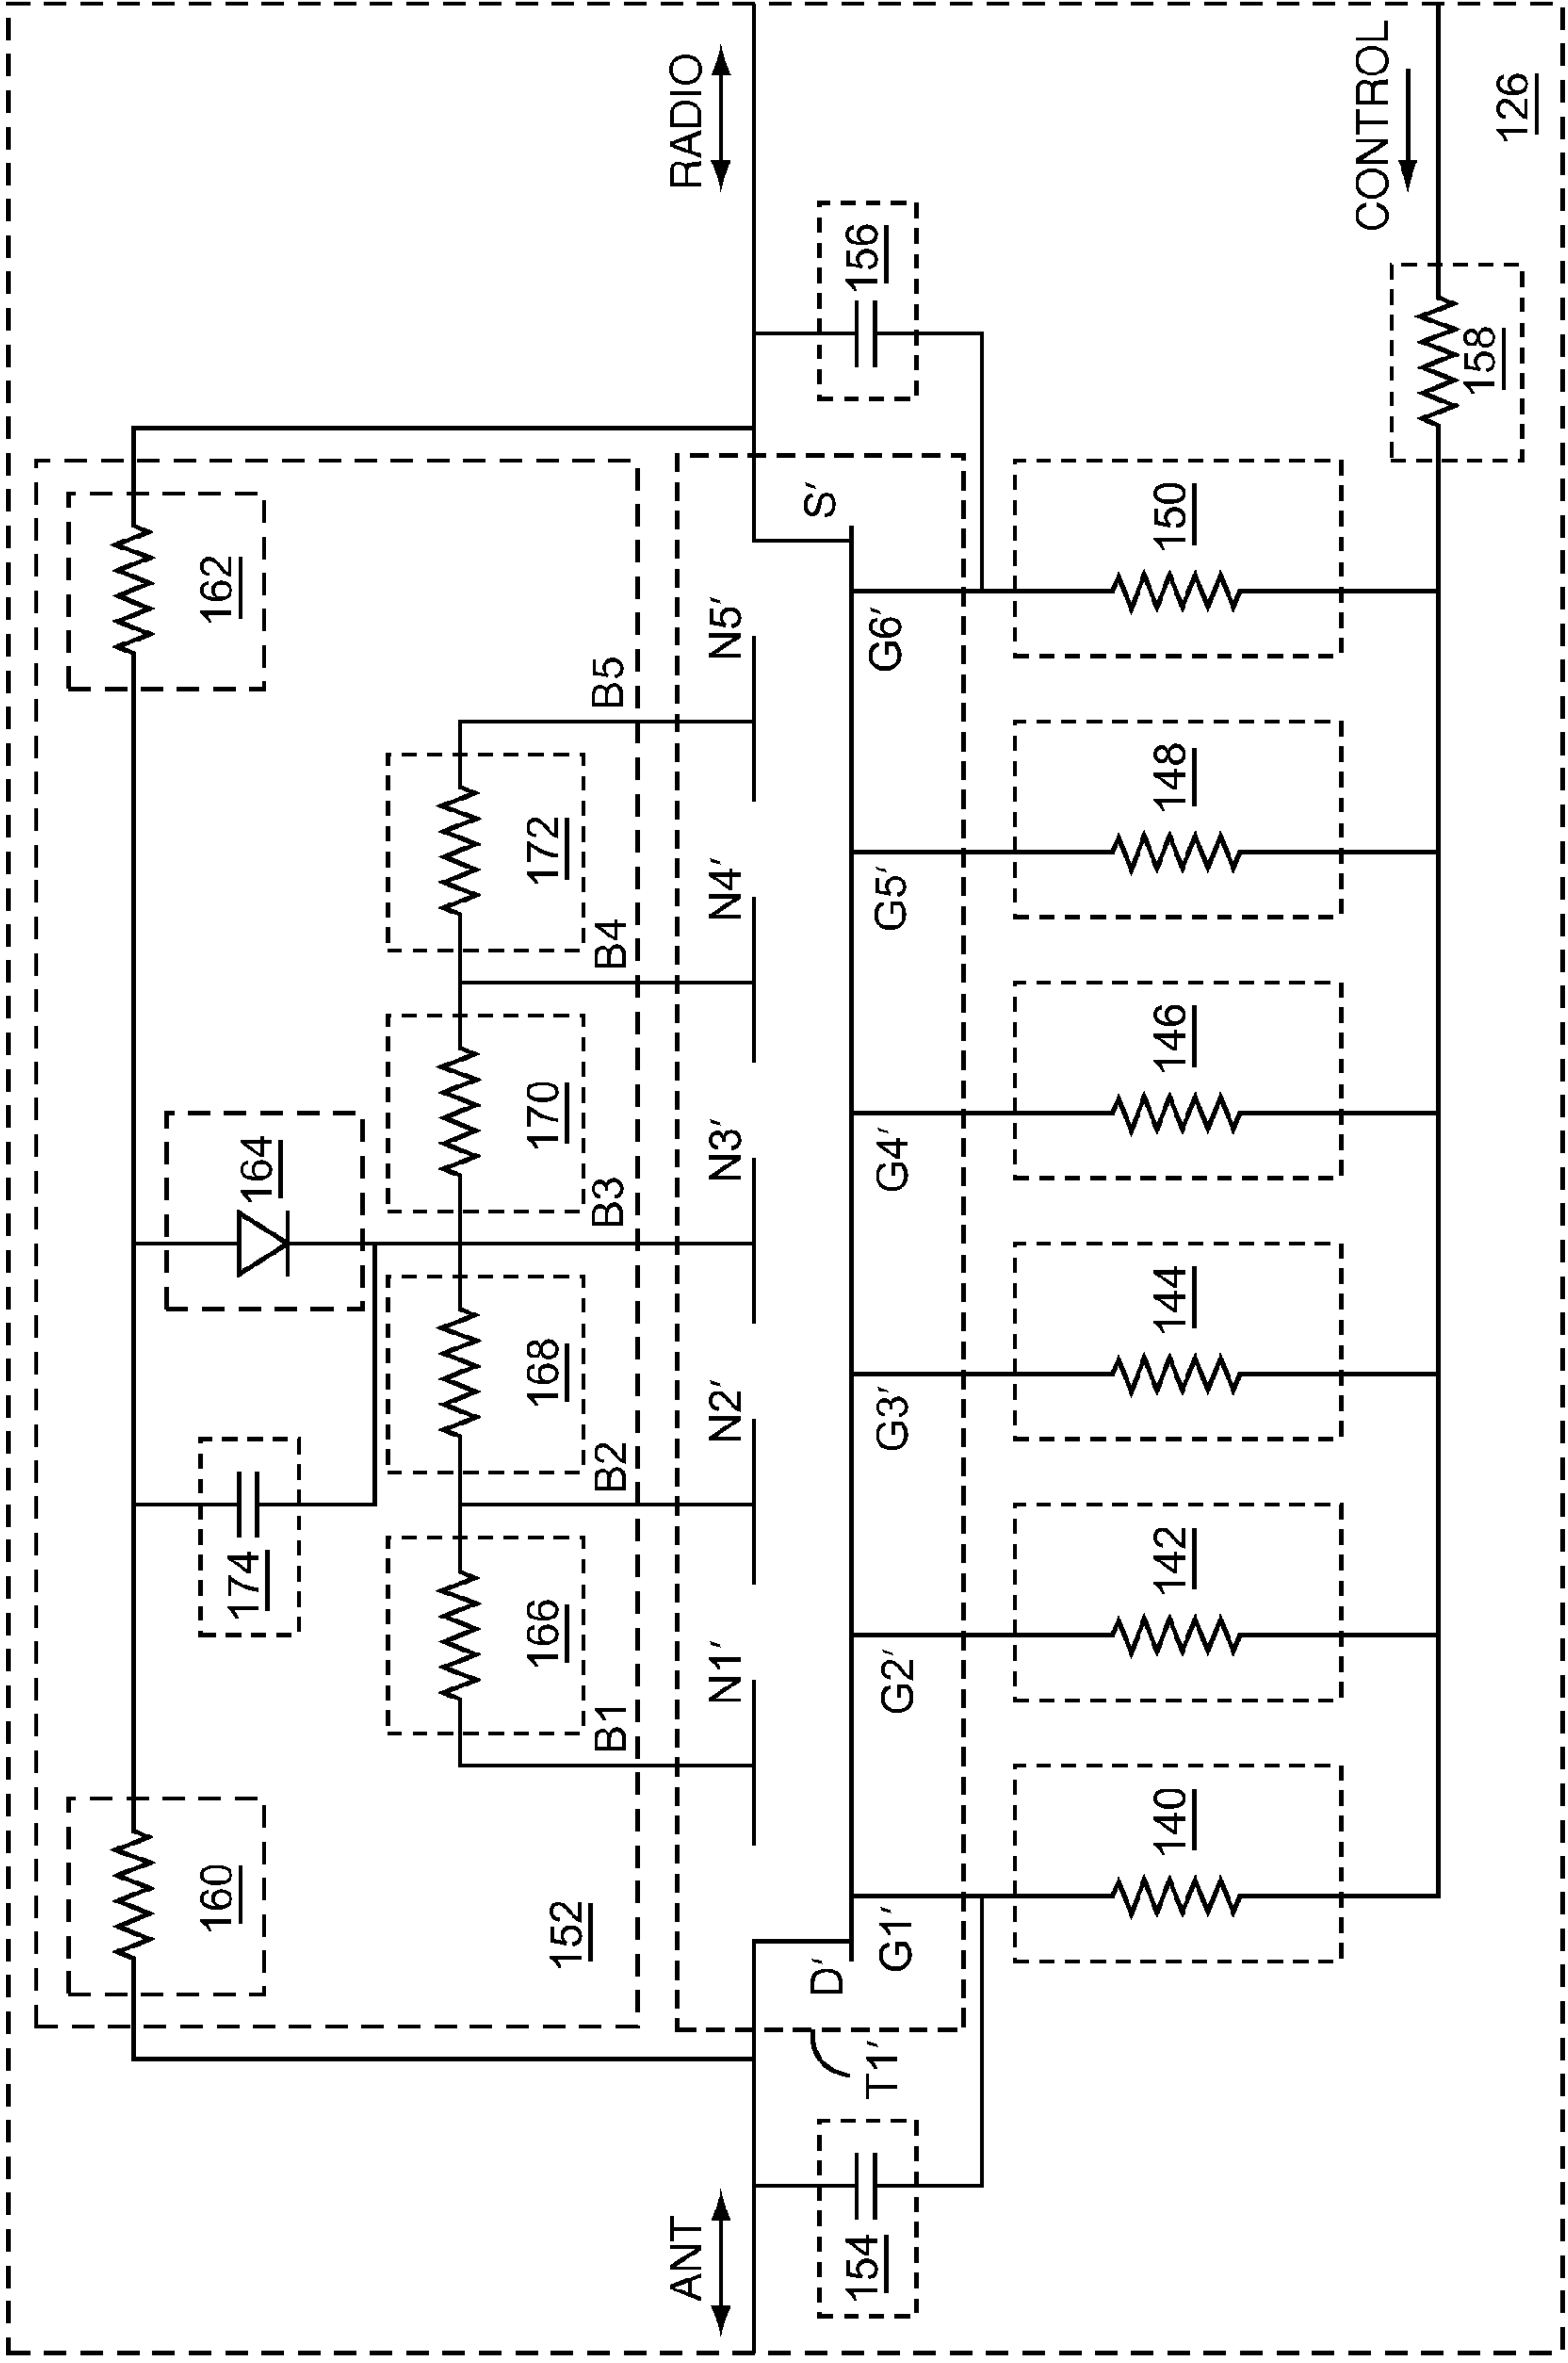 160
162
174
164
166
168
170
172
152
B1
B2
B3
B4
B5
ANT
RADIO
N1′
N2′
N3′
N4′
N5′
D′
S′
154
T1′
156
G1′
G2′
G3′
G4′
G5′
G6′
140
142
144
146
148
150
CONTROL
158
126